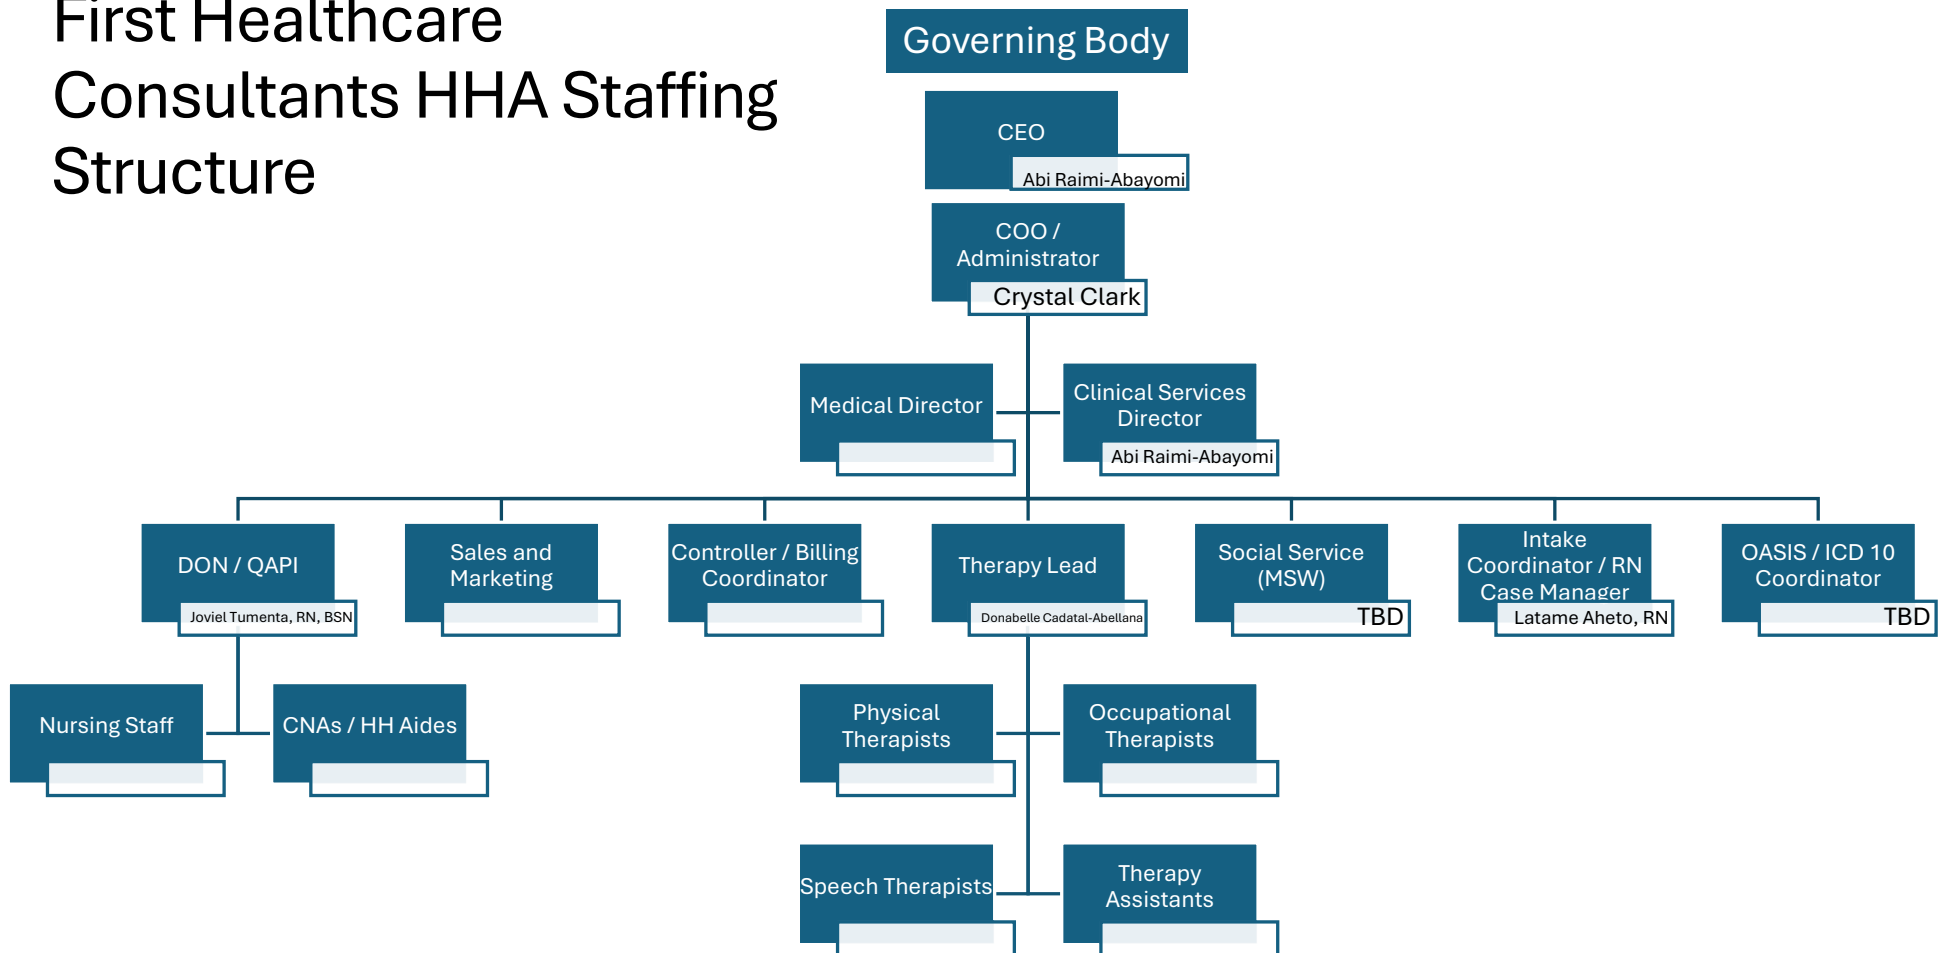 First Healthcare
Consultants HHA Staffing
Structure
Governing Body
CEO
Abi Raimi-Abayomi
COO /
Administrator
Crystal Clark
Medical Director
Clinical Services
Director
Abi Raimi-Abayomi
DON / QAPI
Joviel Tumenta, RN, BSN
Sales and
Marketing
Controller / Billing
Coordinator
Therapy Lead
Donabelle Cadatal-Abellana
Social Service
(MSW)
TBD
Intake
Coordinator / RN
Case Manager
Latame Aheto, RN
OASIS / ICD 10
Coordinator
TBD
Nursing Staff
CNAs / HH Aides
Physical
Therapists
Occupational
Therapists
Speech Therapists
Therapy
Assistants